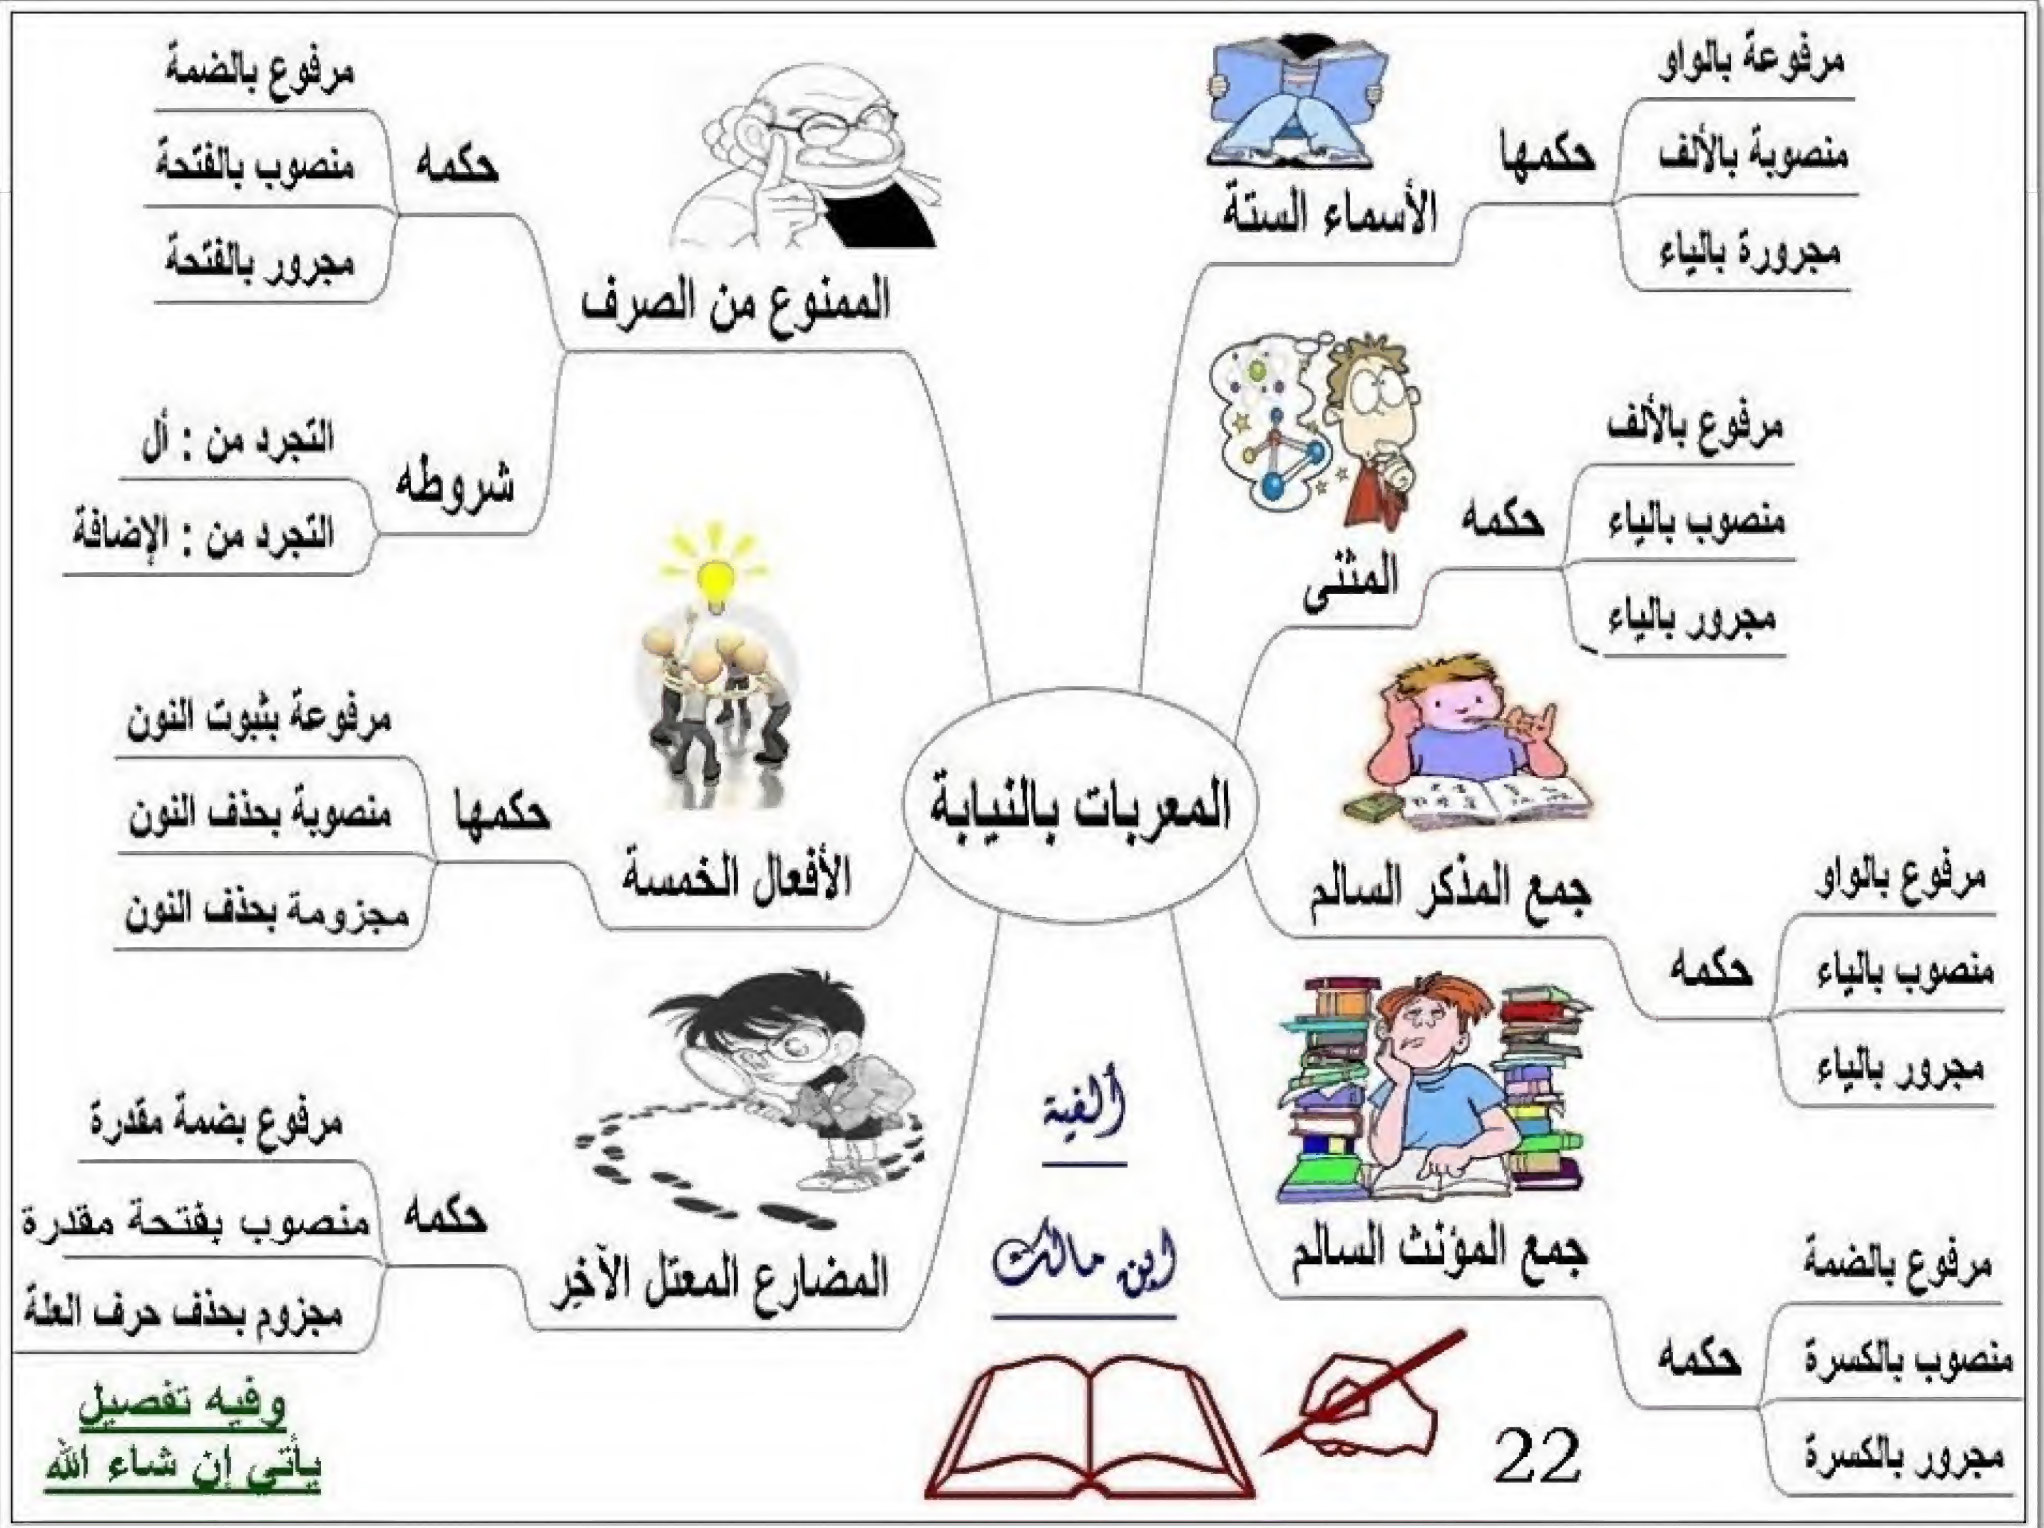 المعربات بالنيابة
الأسماء الستة
حكمها
مرفوعة بالواو
منصوبة بالألف
مجرورة بالياء
المثنى
حكمه
مرفوع بالألف
منصوب بالياء
مجرور بالياء
جمع المذكر السالم
حكمه
مرفوع بالواو
منصوب بالياء
مجرور بالياء
جمع المؤنث السالم
حكمه
مرفوع بالضمة
منصوب بالكسرة
مجرور بالكسرة
الممنوع من الصرف
حكمه
مرفوع بالضمة
منصوب بالفتحة
مجرور بالفتحة
شروطه
التجرد من : أل
التجرد من : الإضافة
الأفعال الخمسة
حكمها
مرفوعة بثبوت النون
منصوبة بحذف النون
مجزومة بحذف النون
المضارع المعتل الآخِر
حكمه
مرفوع بضمة مقدرة
منصوب بفتحة مقدرة
مجزوم بحذف حرف العلة
وفيه تفصيل
يأتي إن شاء الله
ألفية
ابن مالك
22